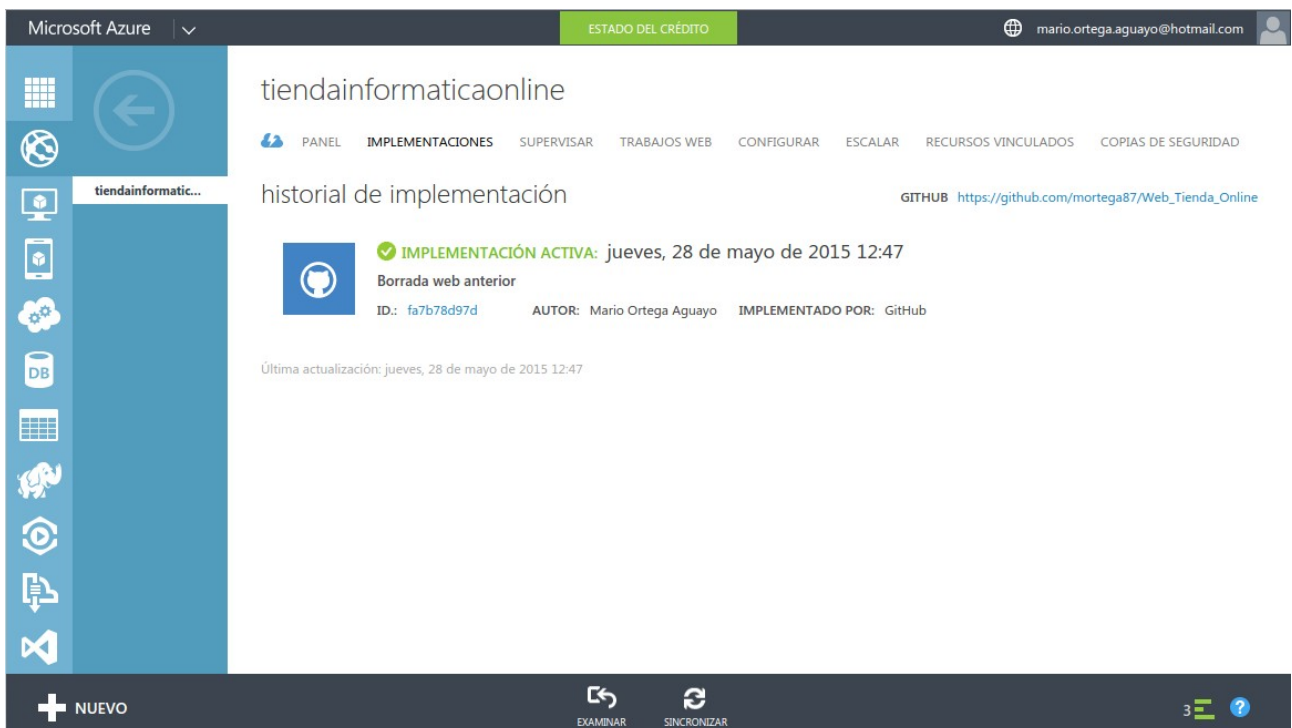 Microsoft Azure
ESTADO DEL CRÉDITO
mario.ortega.aguayo@hotmail.com
tiendainformatic...
DB
tiendainformaticaonline
PANEL IMPLEMENTACIONES SUPERVISAR TRABAJOS WEB CONFIGURAR ESCALAR RECURSOS VINCULADOS COPIAS DE SEGURIDAD
historial de implementación
GITHUB https://github.com/mortega87/Web_Tienda_Online
IMPLEMENTACIÓN ACTIVA: jueves, 28 de mayo de 2015 12:47
Borrada web anterior
ID.: fa7b78d97d AUTOR: Mario Ortega Aguayo IMPLEMENTADO POR: GitHub
Última actualización: jueves, 28 de mayo de 2015 12:47
NUEVO
EXAMINAR
SINCRONIZAR
3
?